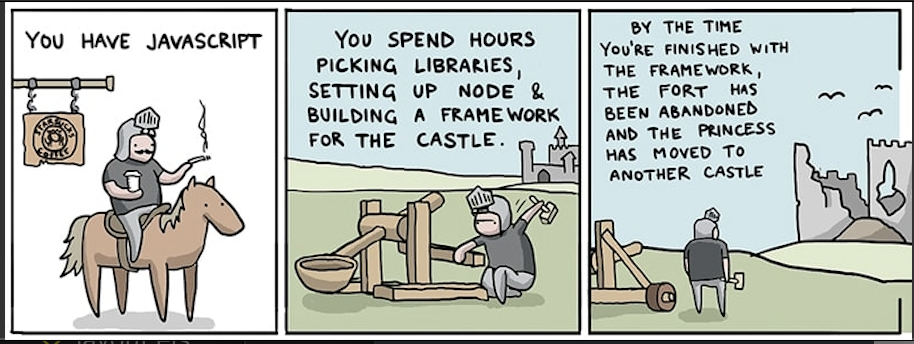 YOU HAVE JAVASCRIPT
STARBUCKS
COFFEE
YOU SPEND HOURS
PICKING LIBRARIES,
SETTING UP NODE &
BUILDING A FRAMEWORK
FOR THE CASTLE.
BY THE TIME
YOU'RE FINISHED WITH
THE FRAMEWORK,
THE FORT HAS
BEEN ABANDONED
AND THE PRINCESS
HAS MOVED TO
ANOTHER CASTLE